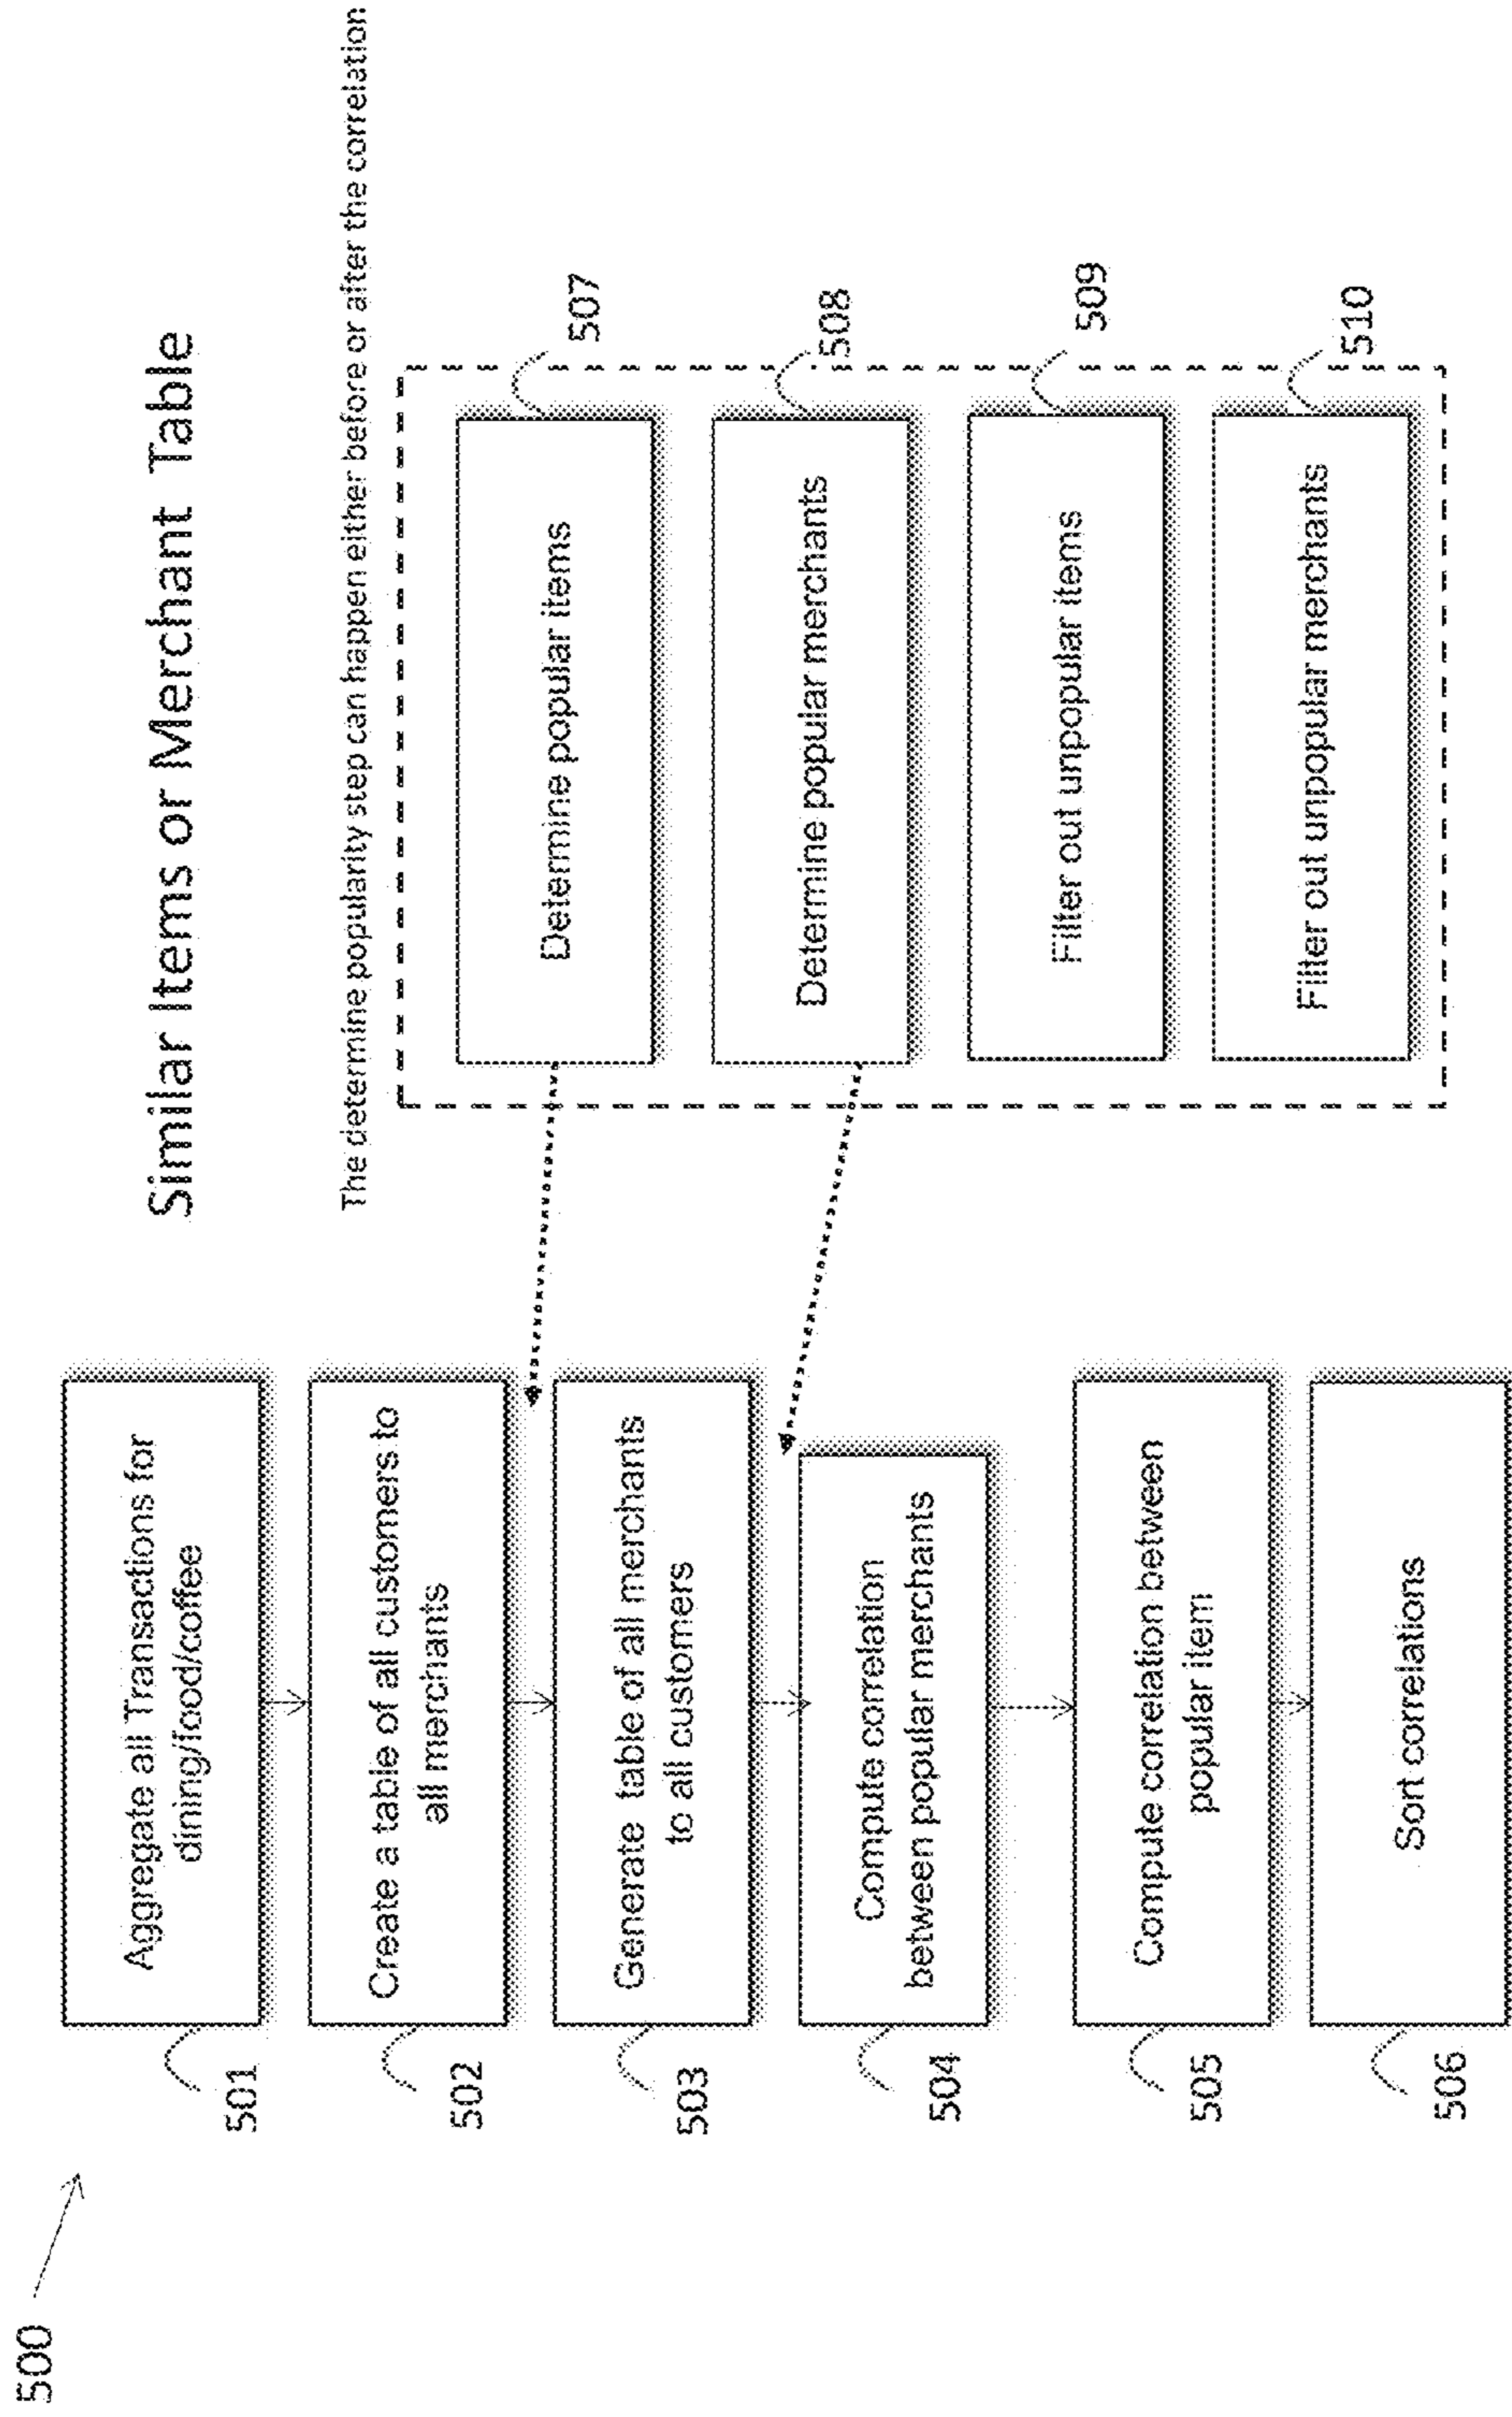 500
Similar Items or Merchant Table
The determine popularity step can happen either before or after the correlation
501
Aggregate all Transactions for
dining/food/coffee
502
Create a table of all customers to
all merchants
503
Generate table of all merchants
to all customers
504
Compute correlation
between popular merchants
505
Compute correlation between
popular item
506
Sort correlations
Determine popular items
507
Determine popular merchants
508
Filter out unpopular items
509
Filter out unpopular merchants
510